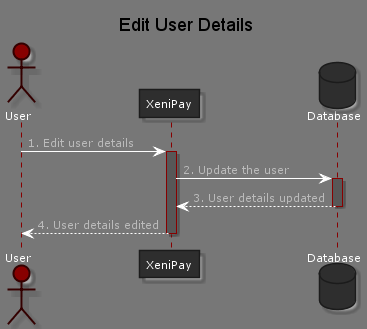 Edit User Details
User
XeniPay
Database
1. Edit user details
2. Update the user
3. User details updated
4. User details edited
User
XeniPay
Database